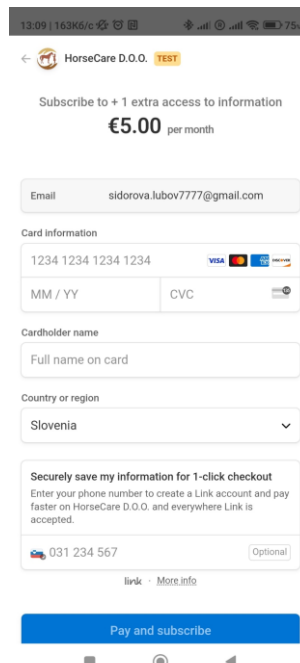 13:09 | 163Кб/с 75
HorseCare D.O.O. TEST
Subscribe to + 1 extra access to information
€5.00 per month
Email sidorova.lubov7777@gmail.com
Card information
1234 1234 1234 1234 VISA
MM / YY CVC
Cardholder name
Full name on card
Country or region
Slovenia
Securely save my information for 1-click checkout
Enter your phone number to create a Link account and pay
faster on HorseCare D.O.O. and everywhere Link is
accepted.
031 234 567 Optional
link · More info
Pay and subscribe